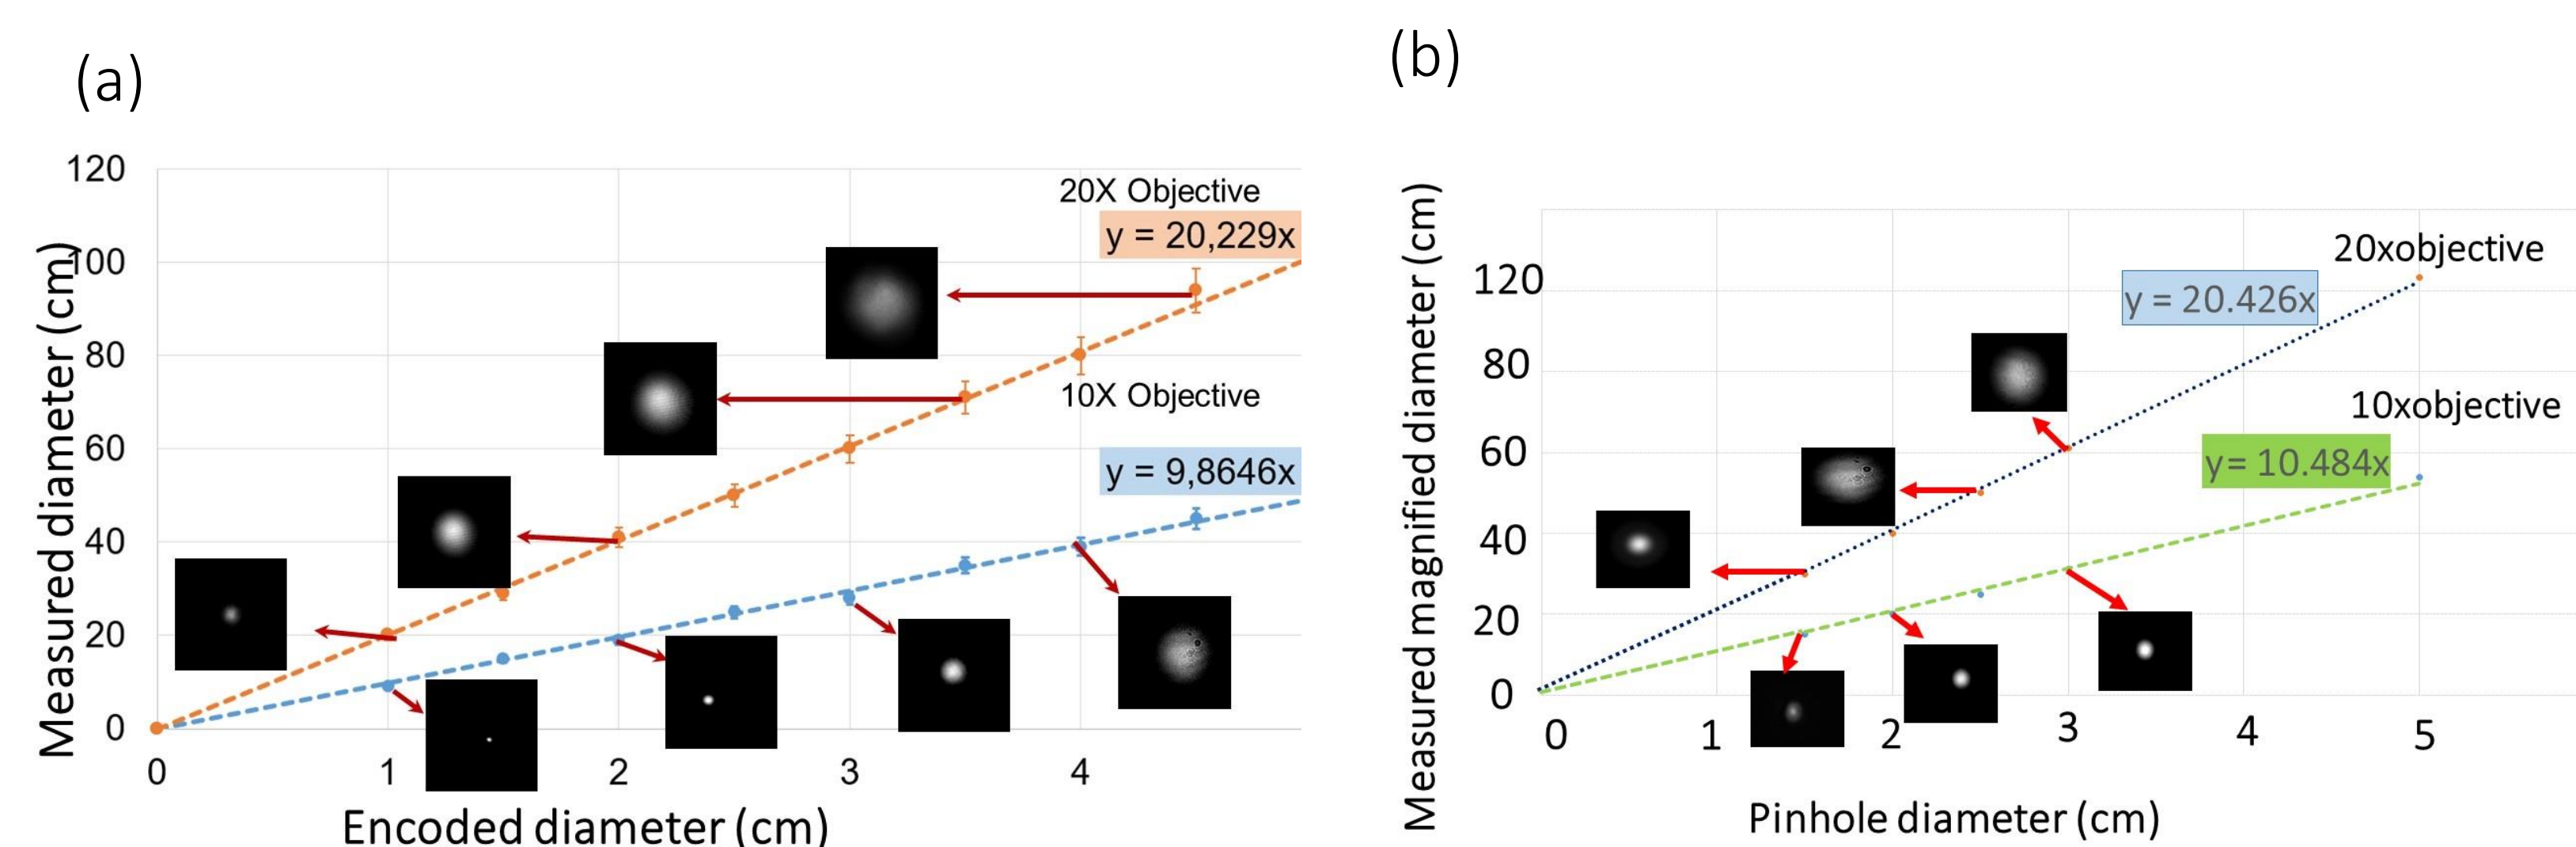 (a)
120
100
80
60
40
20
0
Measured diameter (cm)
20X Objective
y = 20,229x
10X Objective
y = 9,8646x
0 1 2 3 4
Encoded diameter (cm)
(b)
120
80
60
40
20
0
Measured magnified diameter (cm)
20xobjective
y = 20.426x
10xobjective
y= 10.484x
0 1 2 3 4 5
Pinhole diameter (cm)